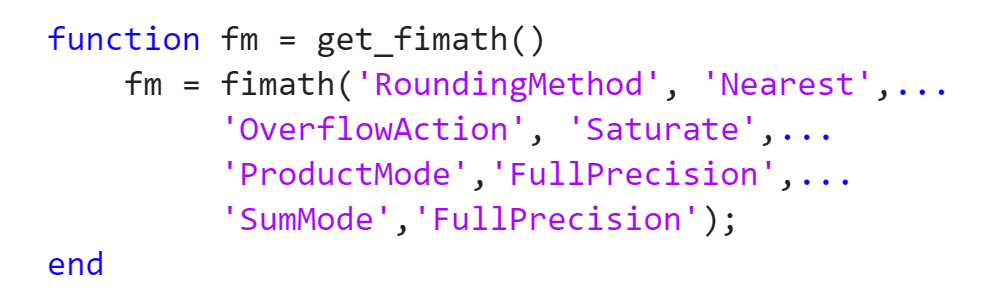 function fm = get_fimath()
    fm = fimath('RoundingMethod', 'Nearest',...
         'OverflowAction', 'Saturate',...
         'ProductMode','FullPrecision',...
         'SumMode','FullPrecision');
end